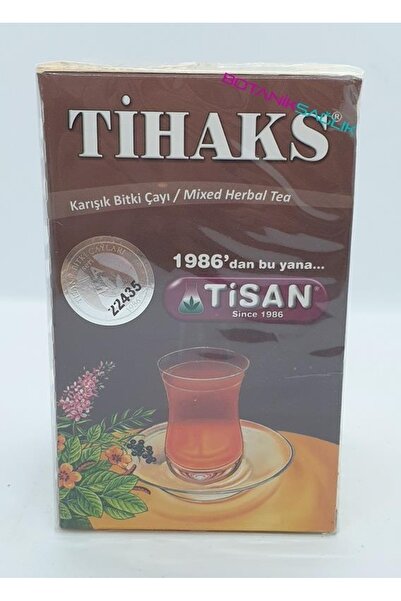 BOTANİKSAĞLIK
TİHAKS®
Karışık Bitki Çayı / Mixed Herbal Tea
1986'dan bu yana...
TİSAN
Since 1986
22435